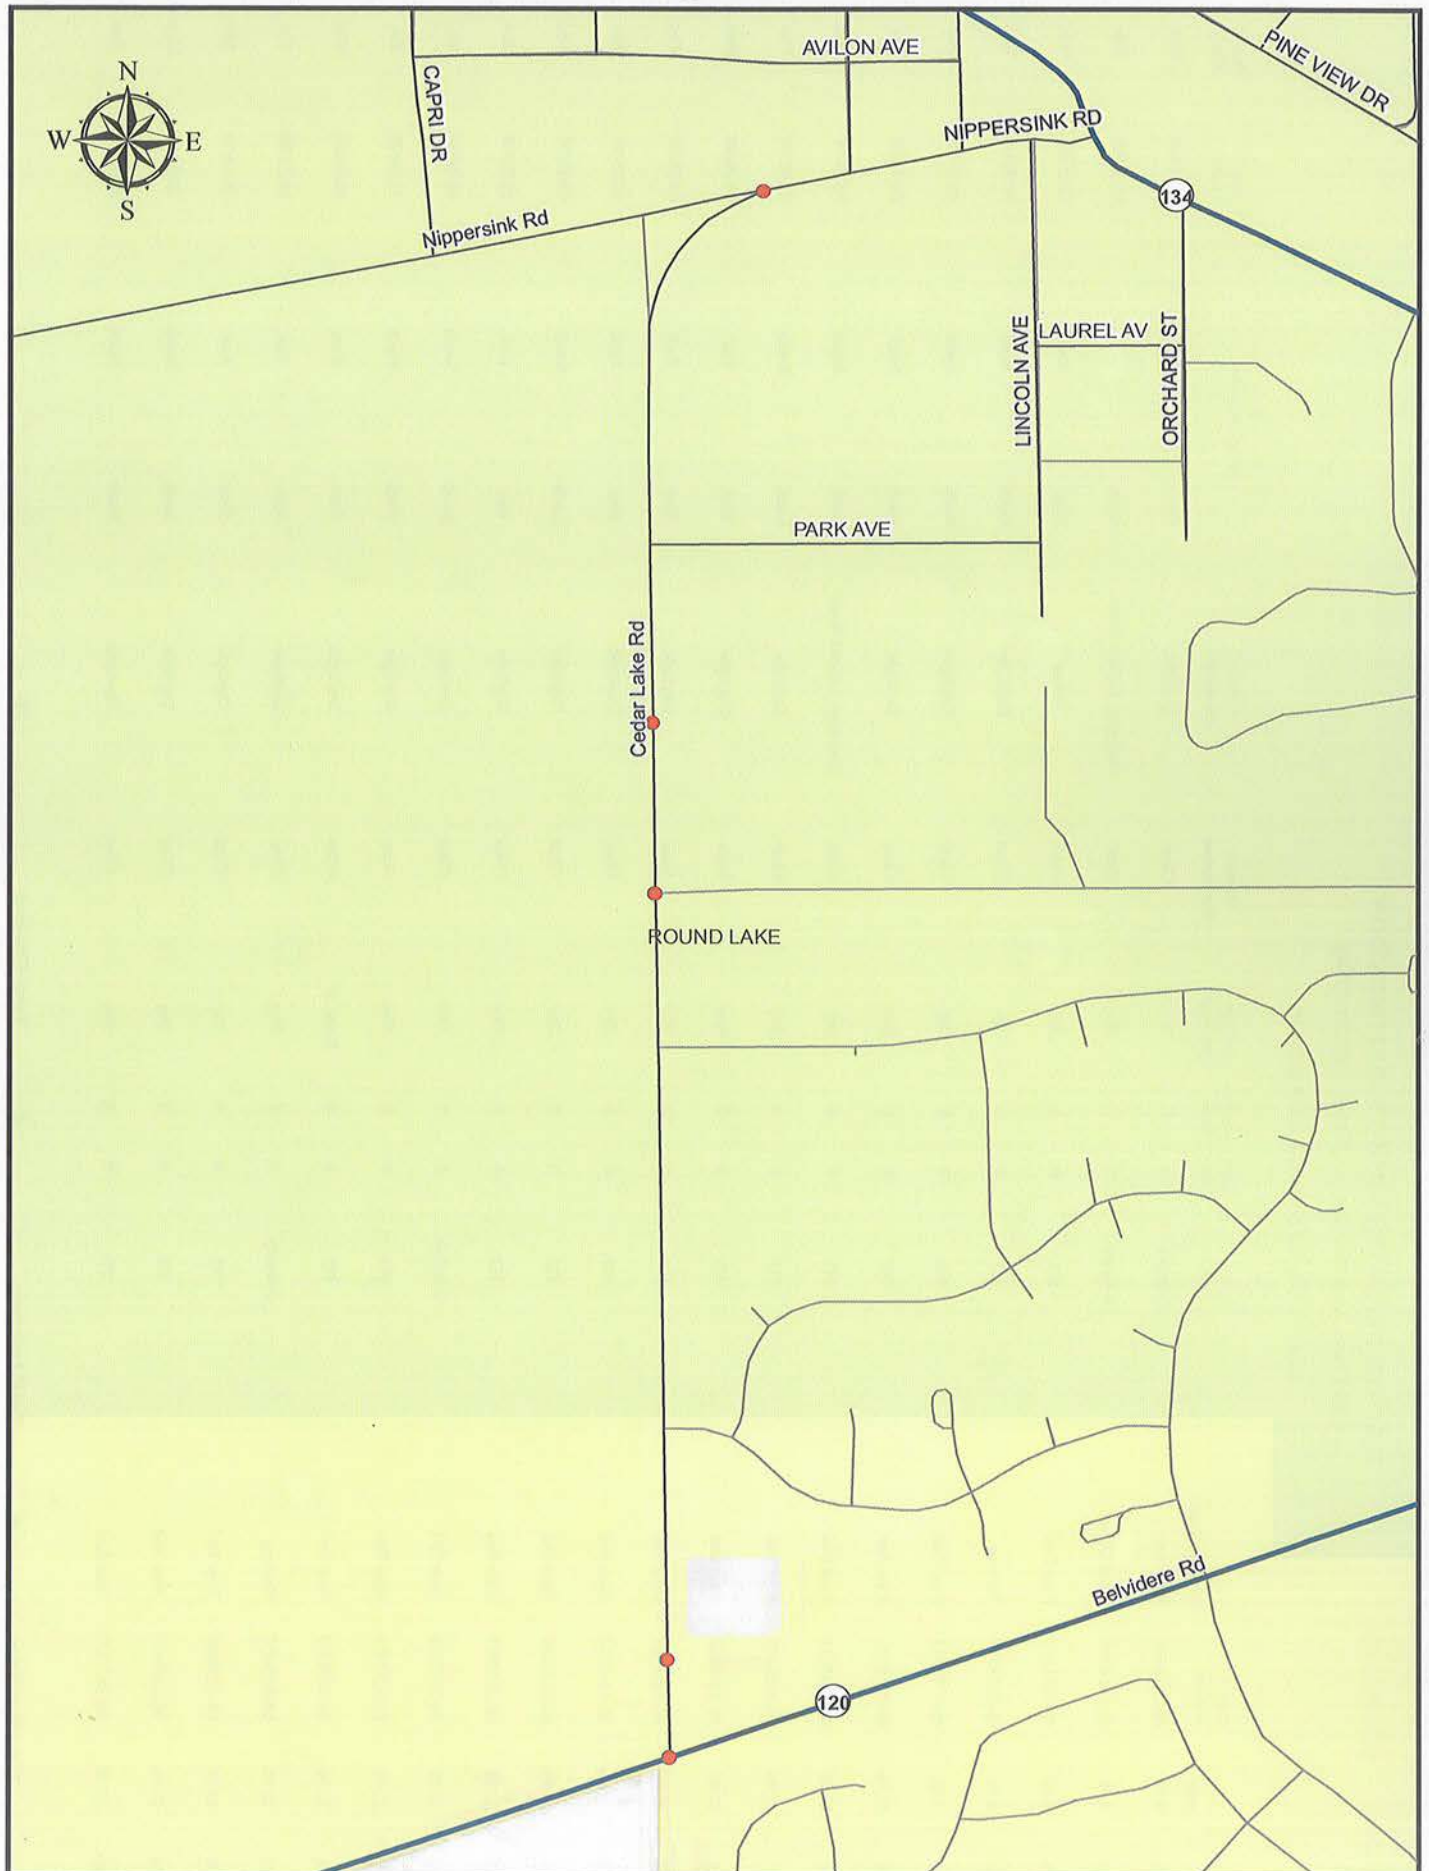 AVILON AVE
PINE VIEW DR
N
CAPRI DR
NIPPERSINK RD
W
E
134
S
Nippersink Rd
LINCOLN AVE
LAUREL AV
ORCHARD ST
PARK AVE
Cedar Lake Rd
ROUND LAKE
Belvidere Rd
120